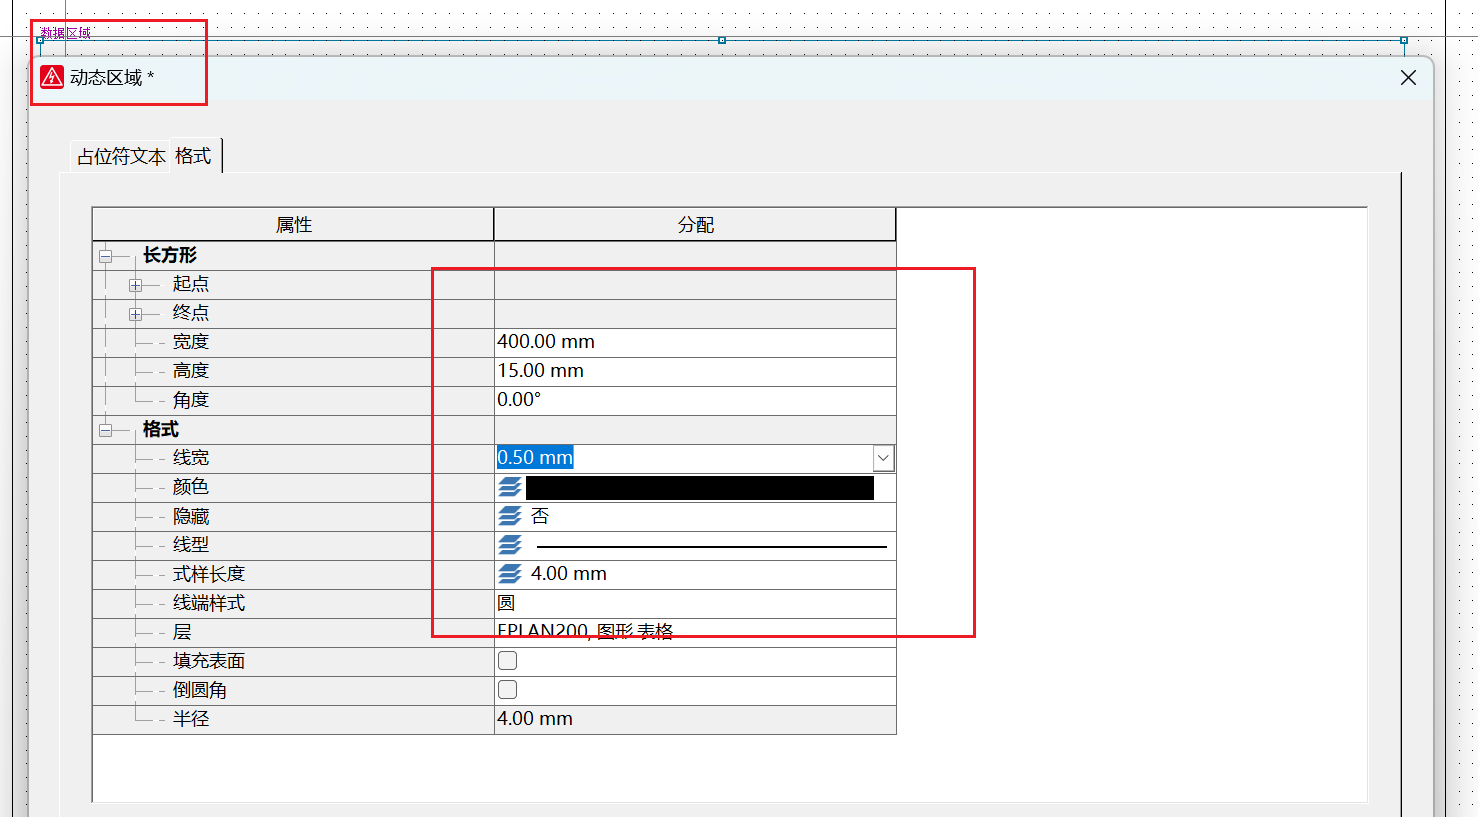 数据区域
动态区域 *
占位符文本 格式
属性 分配
长方形
起点
终点
宽度 400.00 mm
高度 15.00 mm
角度 0.00°
格式
线宽 0.50 mm
颜色
隐藏 否
线型
式样长度 4.00 mm
线端样式 圆
层 EPLAN200, 图形.表格
填充表面
倒圆角
半径 4.00 mm